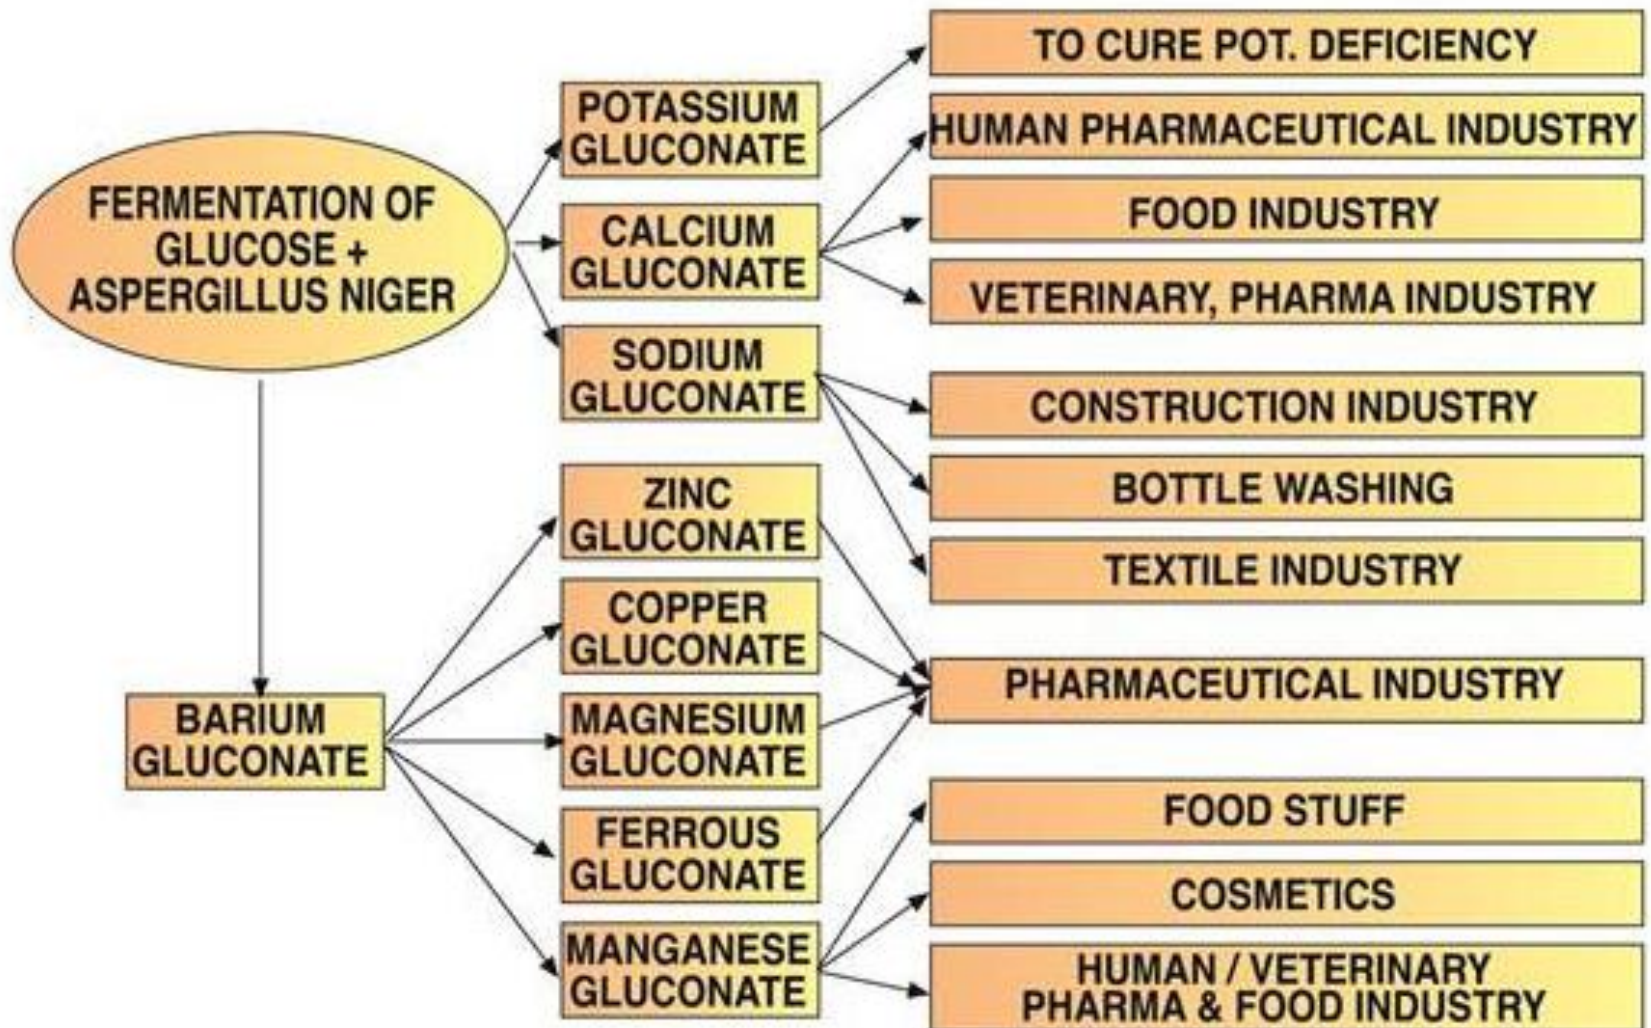 FERMENTATION OF
GLUCOSE +
ASPERGILLUS NIGER
BARIUM
GLUCONATE
POTASSIUM
GLUCONATE
CALCIUM
GLUCONATE
SODIUM
GLUCONATE
ZINC
GLUCONATE
COPPER
GLUCONATE
MAGNESIUM
GLUCONATE
FERROUS
GLUCONATE
MANGANESE
GLUCONATE
TO CURE POT. DEFICIENCY
HUMAN PHARMACEUTICAL INDUSTRY
FOOD INDUSTRY
VETERINARY, PHARMA INDUSTRY
CONSTRUCTION INDUSTRY
BOTTLE WASHING
TEXTILE INDUSTRY
PHARMACEUTICAL INDUSTRY
FOOD STUFF
COSMETICS
HUMAN / VETERINARY
PHARMA & FOOD INDUSTRY